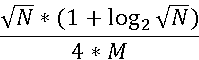 √N * (1 + log₂ √N)
4 * M